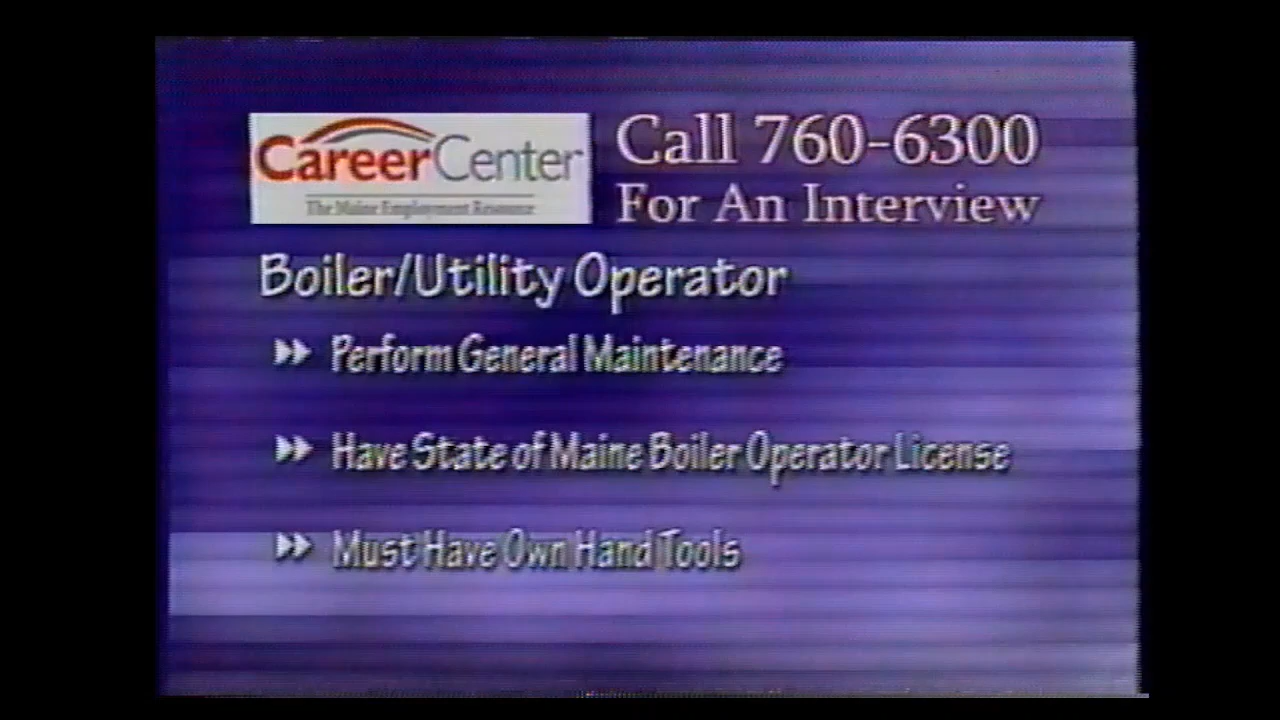 CareerCenter
The Maine Employment Resource
Call 760-6300
For An Interview
Boiler/Utility Operator
Perform General Maintenance
Have State of Maine Boiler Operator License
Must Have Own Hand Tools